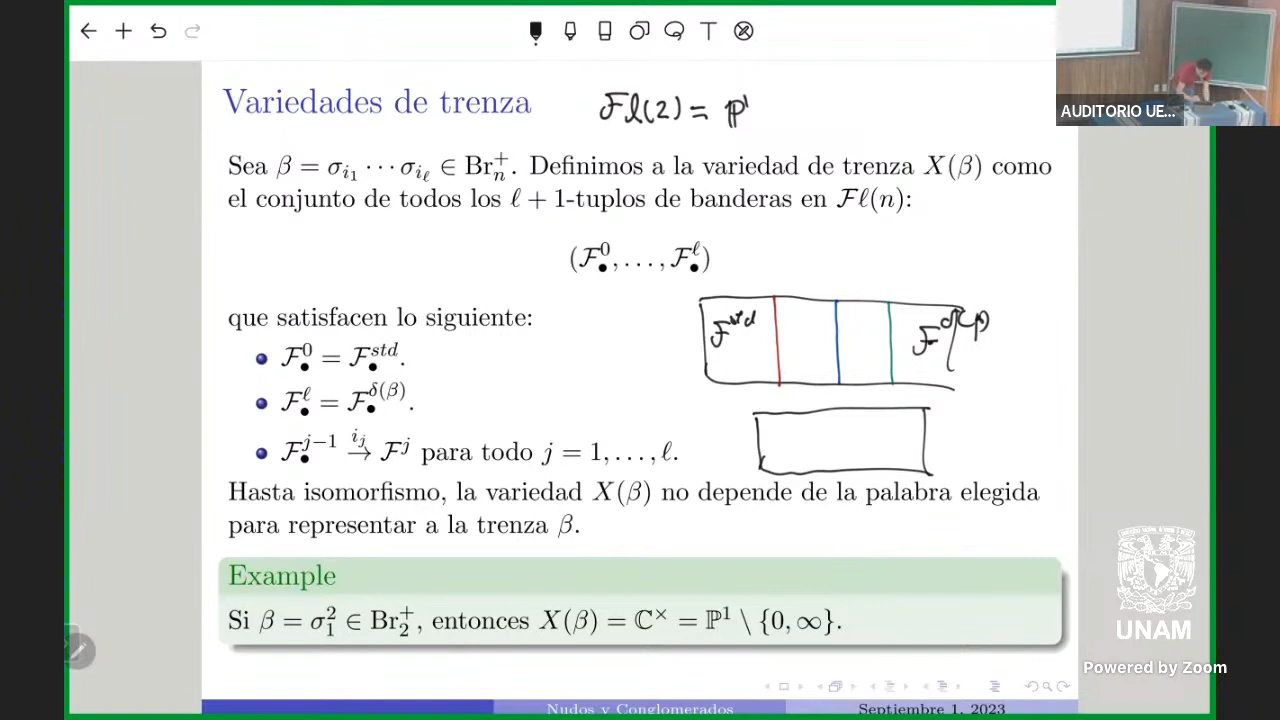 AUDITORIO UE...
Variedades de trenza
Fℓ(2) = ℙ¹
Sea β = σ_{i_1} ··· σ_{i_ℓ} ∈ Br_n^+. Definimos a la variedad de trenza X(β) como
el conjunto de todos los ℓ + 1-tuplos de banderas en Fℓ(n):
(F_•^0, . . . , F_•^ℓ)
que satisfacen lo siguiente:
F^{std}
F^{δ(β)}
F_•^0 = F_•^{std}.
F_•^ℓ = F_•^{δ(β)}.
F_•^{j−1} →^{i_j} F^j para todo j = 1, . . . , ℓ.
Hasta isomorfismo, la variedad X(β) no depende de la palabra elegida
para representar a la trenza β.
Example
Si β = σ_1^2 ∈ Br_2^+, entonces X(β) = ℂ^× = ℙ^1 \ {0, ∞}.
UNAM
Powered by Zoom
Nudos y Conglomerados
Septiembre 1, 2023